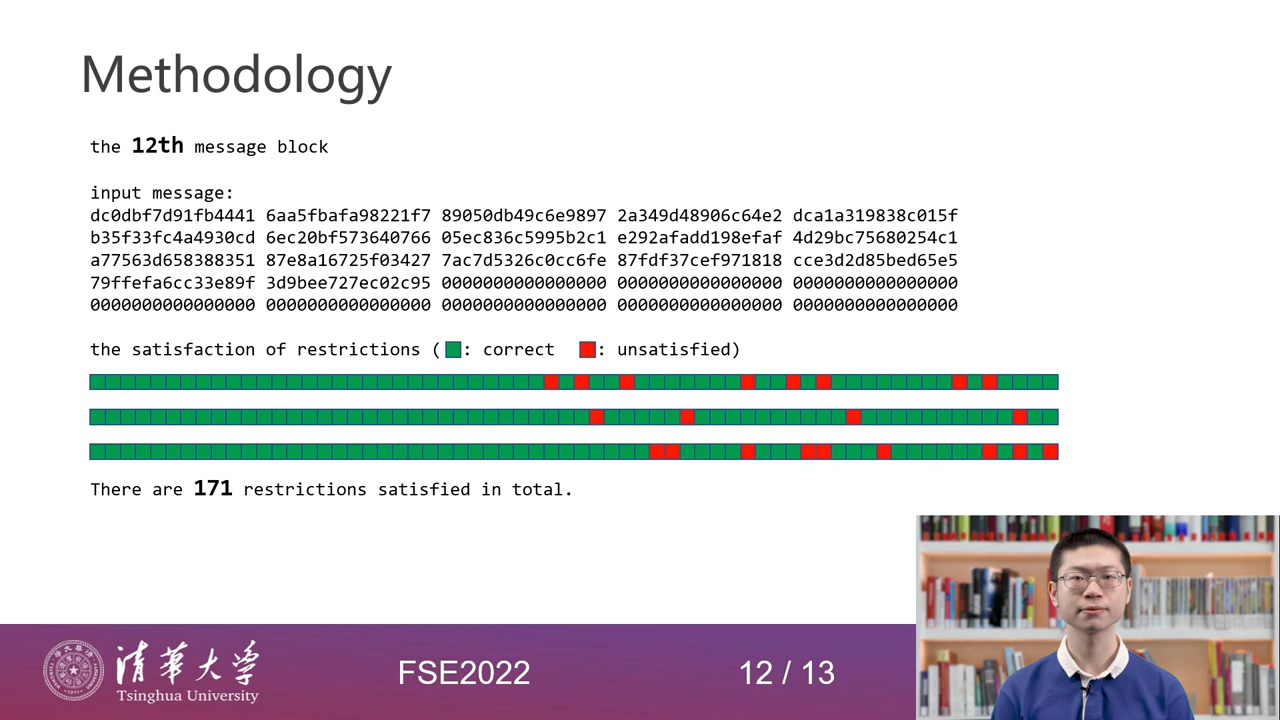 Methodology
the 12th message block
input message:
dc0dbf7d91fb4441 6aa5fbafa98221f7 89050db49c6e9897 2a349d48906c64e2 dca1a319838c015f
b35f33fc4a4930cd 6ec20bf573640766 05ec836c5995b2c1 e292afadd198efaf 4d29bc75680254c1
a77563d658388351 87e8a16725f03427 7ac7d5326c0cc6fe 87fdf37cef971818 cce3d2d85bed65e5
79ffefa6cc33e89f 3d9bee727ec02c95 0000000000000000 0000000000000000 0000000000000000
0000000000000000 0000000000000000 0000000000000000 0000000000000000 0000000000000000
the satisfaction of restrictions ( : correct : unsatisfied)
There are 171 restrictions satisfied in total.
清華大学
Tsinghua University
FSE2022
12 / 13